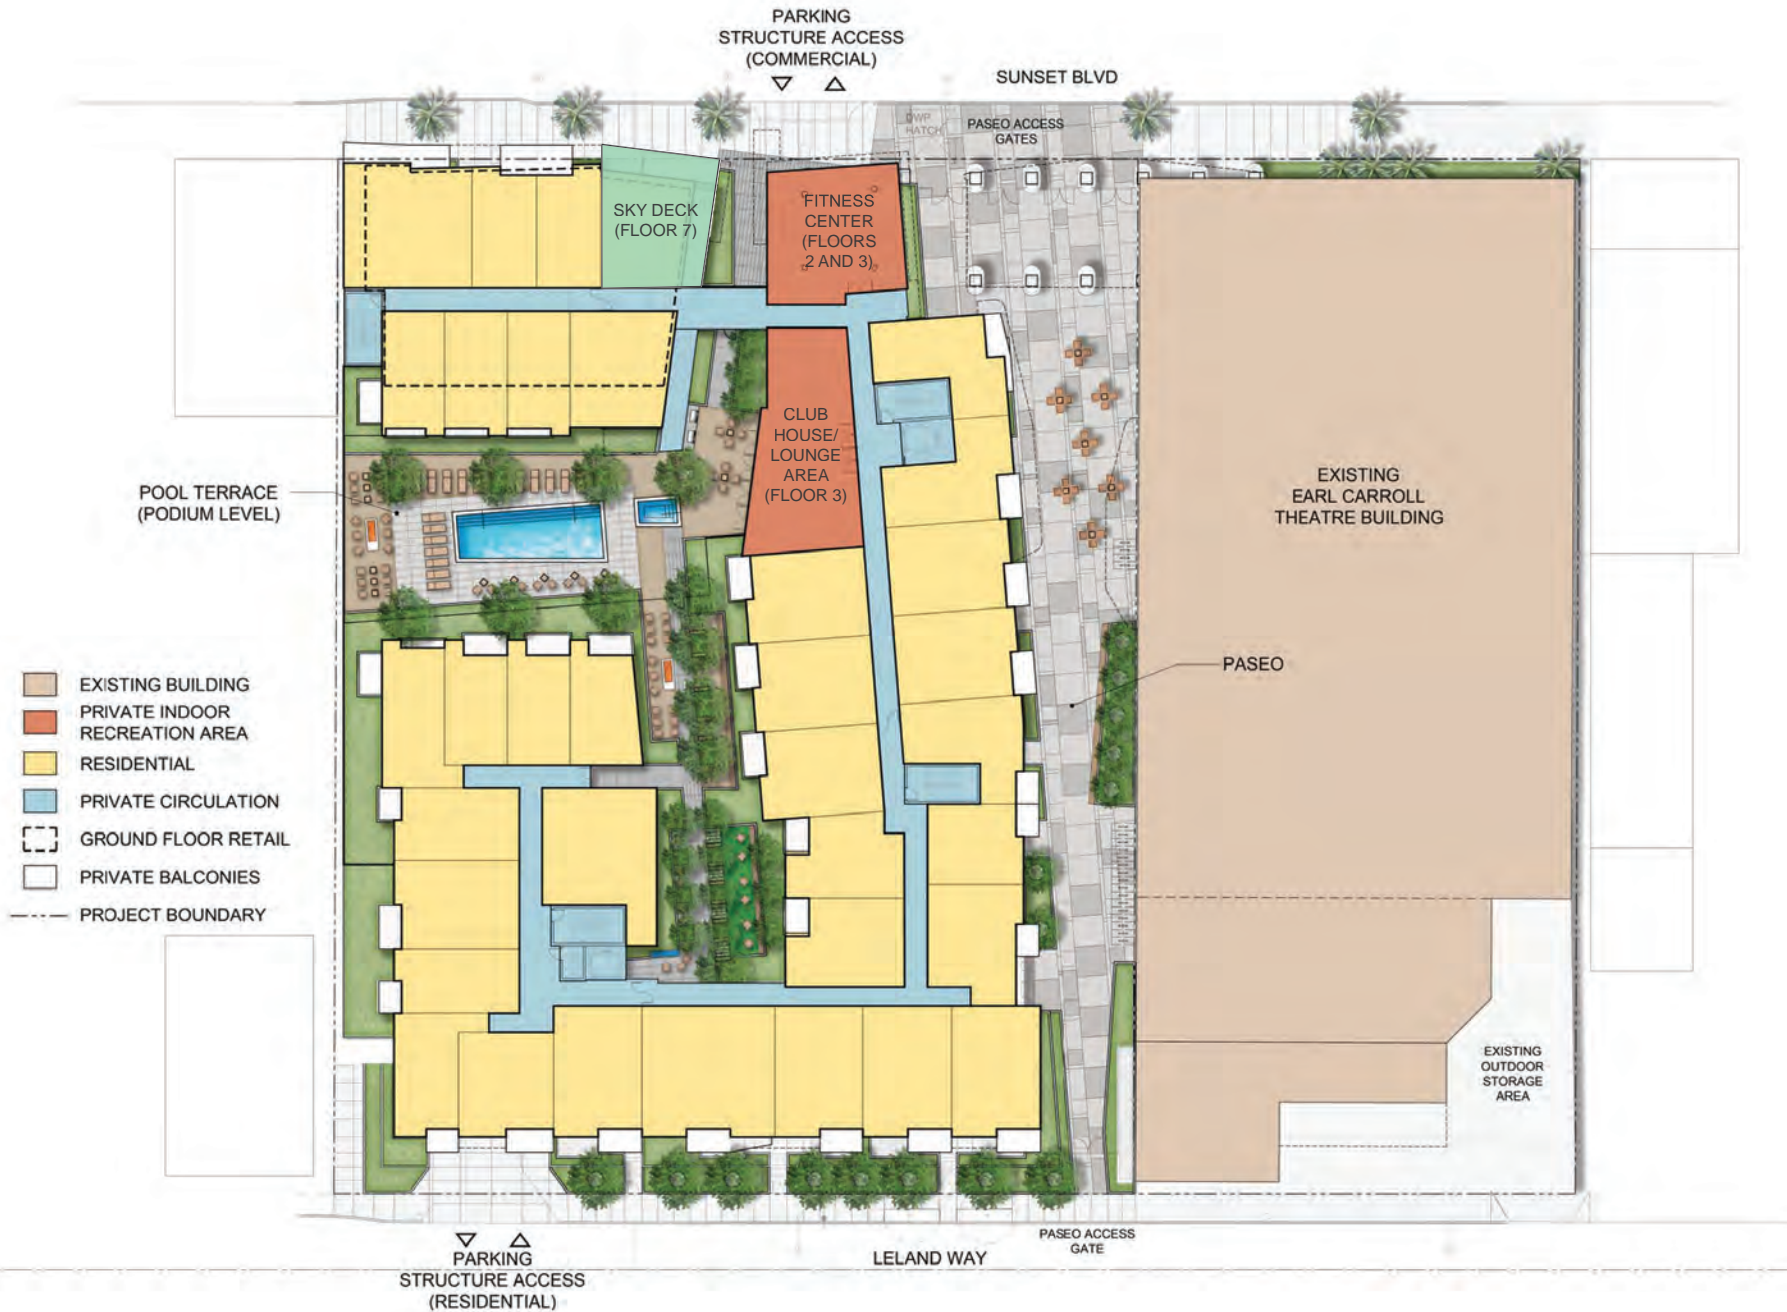 PARKING
STRUCTURE ACCESS
(COMMERCIAL)
SUNSET BLVD
DWP
HATCH
PASEO ACCESS
GATES
SKY DECK
(FLOOR 7)
FITNESS
CENTER
(FLOORS
2 AND 3)
CLUB
HOUSE/
LOUNGE
AREA
(FLOOR 3)
POOL TERRACE
(PODIUM LEVEL)
EXISTING
EARL CARROLL
THEATRE BUILDING
PASEO
EXISTING BUILDING
PRIVATE INDOOR
RECREATION AREA
RESIDENTIAL
PRIVATE CIRCULATION
GROUND FLOOR RETAIL
PRIVATE BALCONIES
PROJECT BOUNDARY
EXISTING
OUTDOOR
STORAGE
AREA
PASEO ACCESS
GATE
LELAND WAY
PARKING
STRUCTURE ACCESS
(RESIDENTIAL)